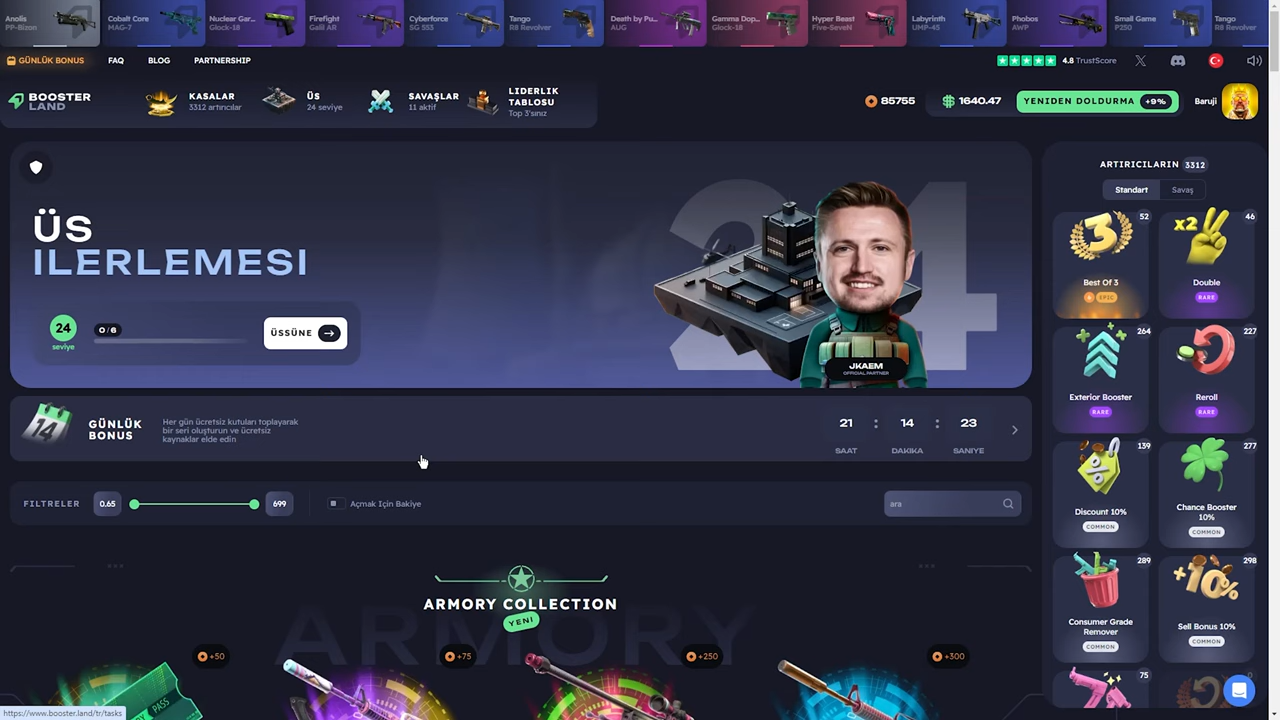 Anolis
PP-Bizon
Cobalt Core
MAG-7
Nuclear Gar...
Glock-18
Firefight
Galil AR
Cyberforce
SG 553
Tango
R8 Revolver
Death by Pu...
AUG
Gamma Dop...
Glock-18
Hyper Beast
Five-SeveN
Labyrinth
UMP-45
Phobos
AWP
Small Game
P250
Tango
R8 Revolver
GÜNLÜK BONUS
FAQ
BLOG
PARTNERSHIP
4.8 TrustScore
BOOSTER
LAND
KASALAR
3312 artırıcılar
ÜS
24 seviye
SAVAŞLAR
11 aktif
LIDERLIK
TABLOSU
Top 3'sınız
85755
1640.47
YENIDEN DOLDURMA +9%
Baruji
ÜS
ILERLEMESI
24
seviye
0/6
ÜSSÜNE
24
JKAEM
OFFICIAL PARTNER
14
GÜNLÜK
BONUS
Her gün ücretsiz kutuları toplayarak
bir seri oluşturun ve ücretsiz
kaynaklar elde edin
21 : 14 : 23
SAAT DAKIKA SANIYE
FILTRELER
0.65
699
Açmak Için Bakiye
ara
ARMORY
ARMORY COLLECTION
YENI
+50
+75
+250
+300
PASS
ARTIRICILARIN 3312
Standart
Savaş
3
52
Best Of 3
EPIC
x2
46
Double
RARE
264
Exterior Booster
RARE
227
Reroll
RARE
%
139
Discount 10%
COMMON
277
Chance Booster
10%
COMMON
289
Consumer Grade
Remover
COMMON
+10%
298
Sell Bonus 10%
COMMON
75
https://www.booster.land/tr/tasks